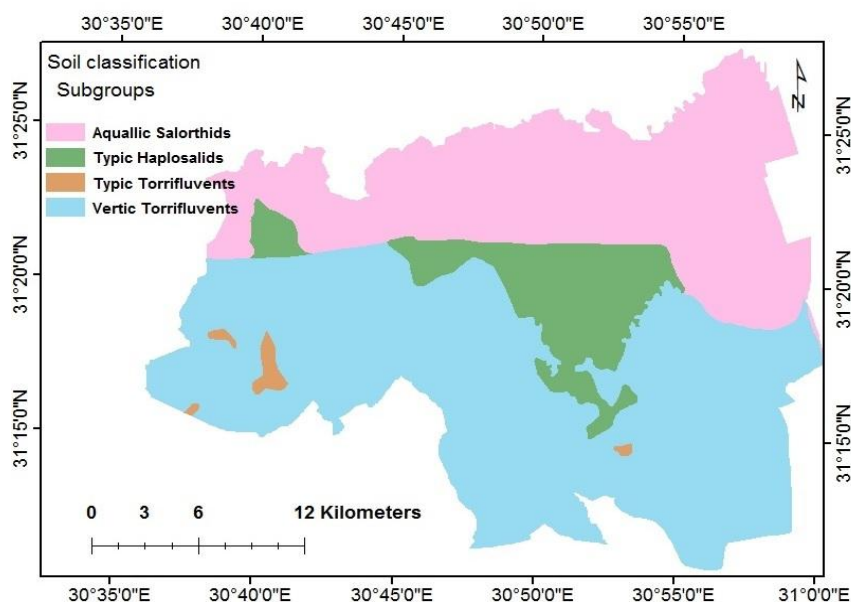 30°35'0"E 30°40'0"E 30°45'0"E 30°50'0"E 30°55'0"E
Soil classification
Subgroups
Aquallic Salorthids
Typic Haplosalids
Typic Torrifluvents
Vertic Torrifluvents
N
31°25'0"N
31°20'0"N
31°15'0"N
31°25'0"N
31°20'0"N
31°15'0"N
0 3 6 12 Kilometers
30°35'0"E 30°40'0"E 30°45'0"E 30°50'0"E 30°55'0"E 31°0'0"E